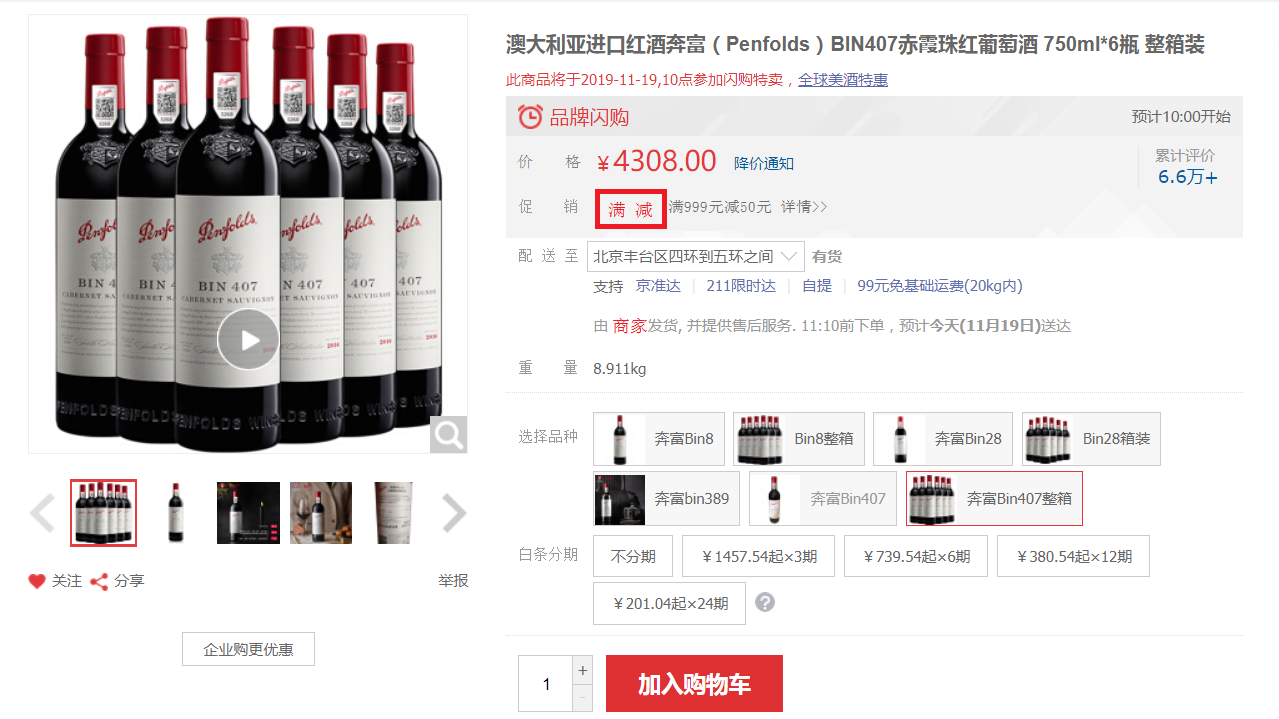 澳大利亚进口红酒奔富（Penfolds）BIN407赤霞珠红葡萄酒 750ml*6瓶 整箱装
此商品将于2019-11-19,10点参加闪购特卖，全球美酒特惠
品牌闪购 预计10:00开始
价 格 ￥4308.00 降价通知 累计评价
6.6万+
促 销 满 减 满999元减50元 详情>>
配 送 至 北京丰台区四环到五环之间 有货
支持 京准达 211限时达 自提 99元免基础运费(20kg内)
由 商家发货, 并提供售后服务. 11:10前下单，预计今天(11月19日)送达
重 量 8.911kg
选择品种 奔富Bin8 Bin8整箱 奔富Bin28 Bin28箱装
奔富bin389 奔富Bin407 奔富Bin407整箱
白条分期 不分期 ￥1457.54起×3期 ￥739.54起×6期 ￥380.54起×12期
￥201.04起×24期 ?
1 + -
加入购物车
Penfolds
BIN 407
CABERNET SAUVIGNON
关注 分享 举报
企业购更优惠